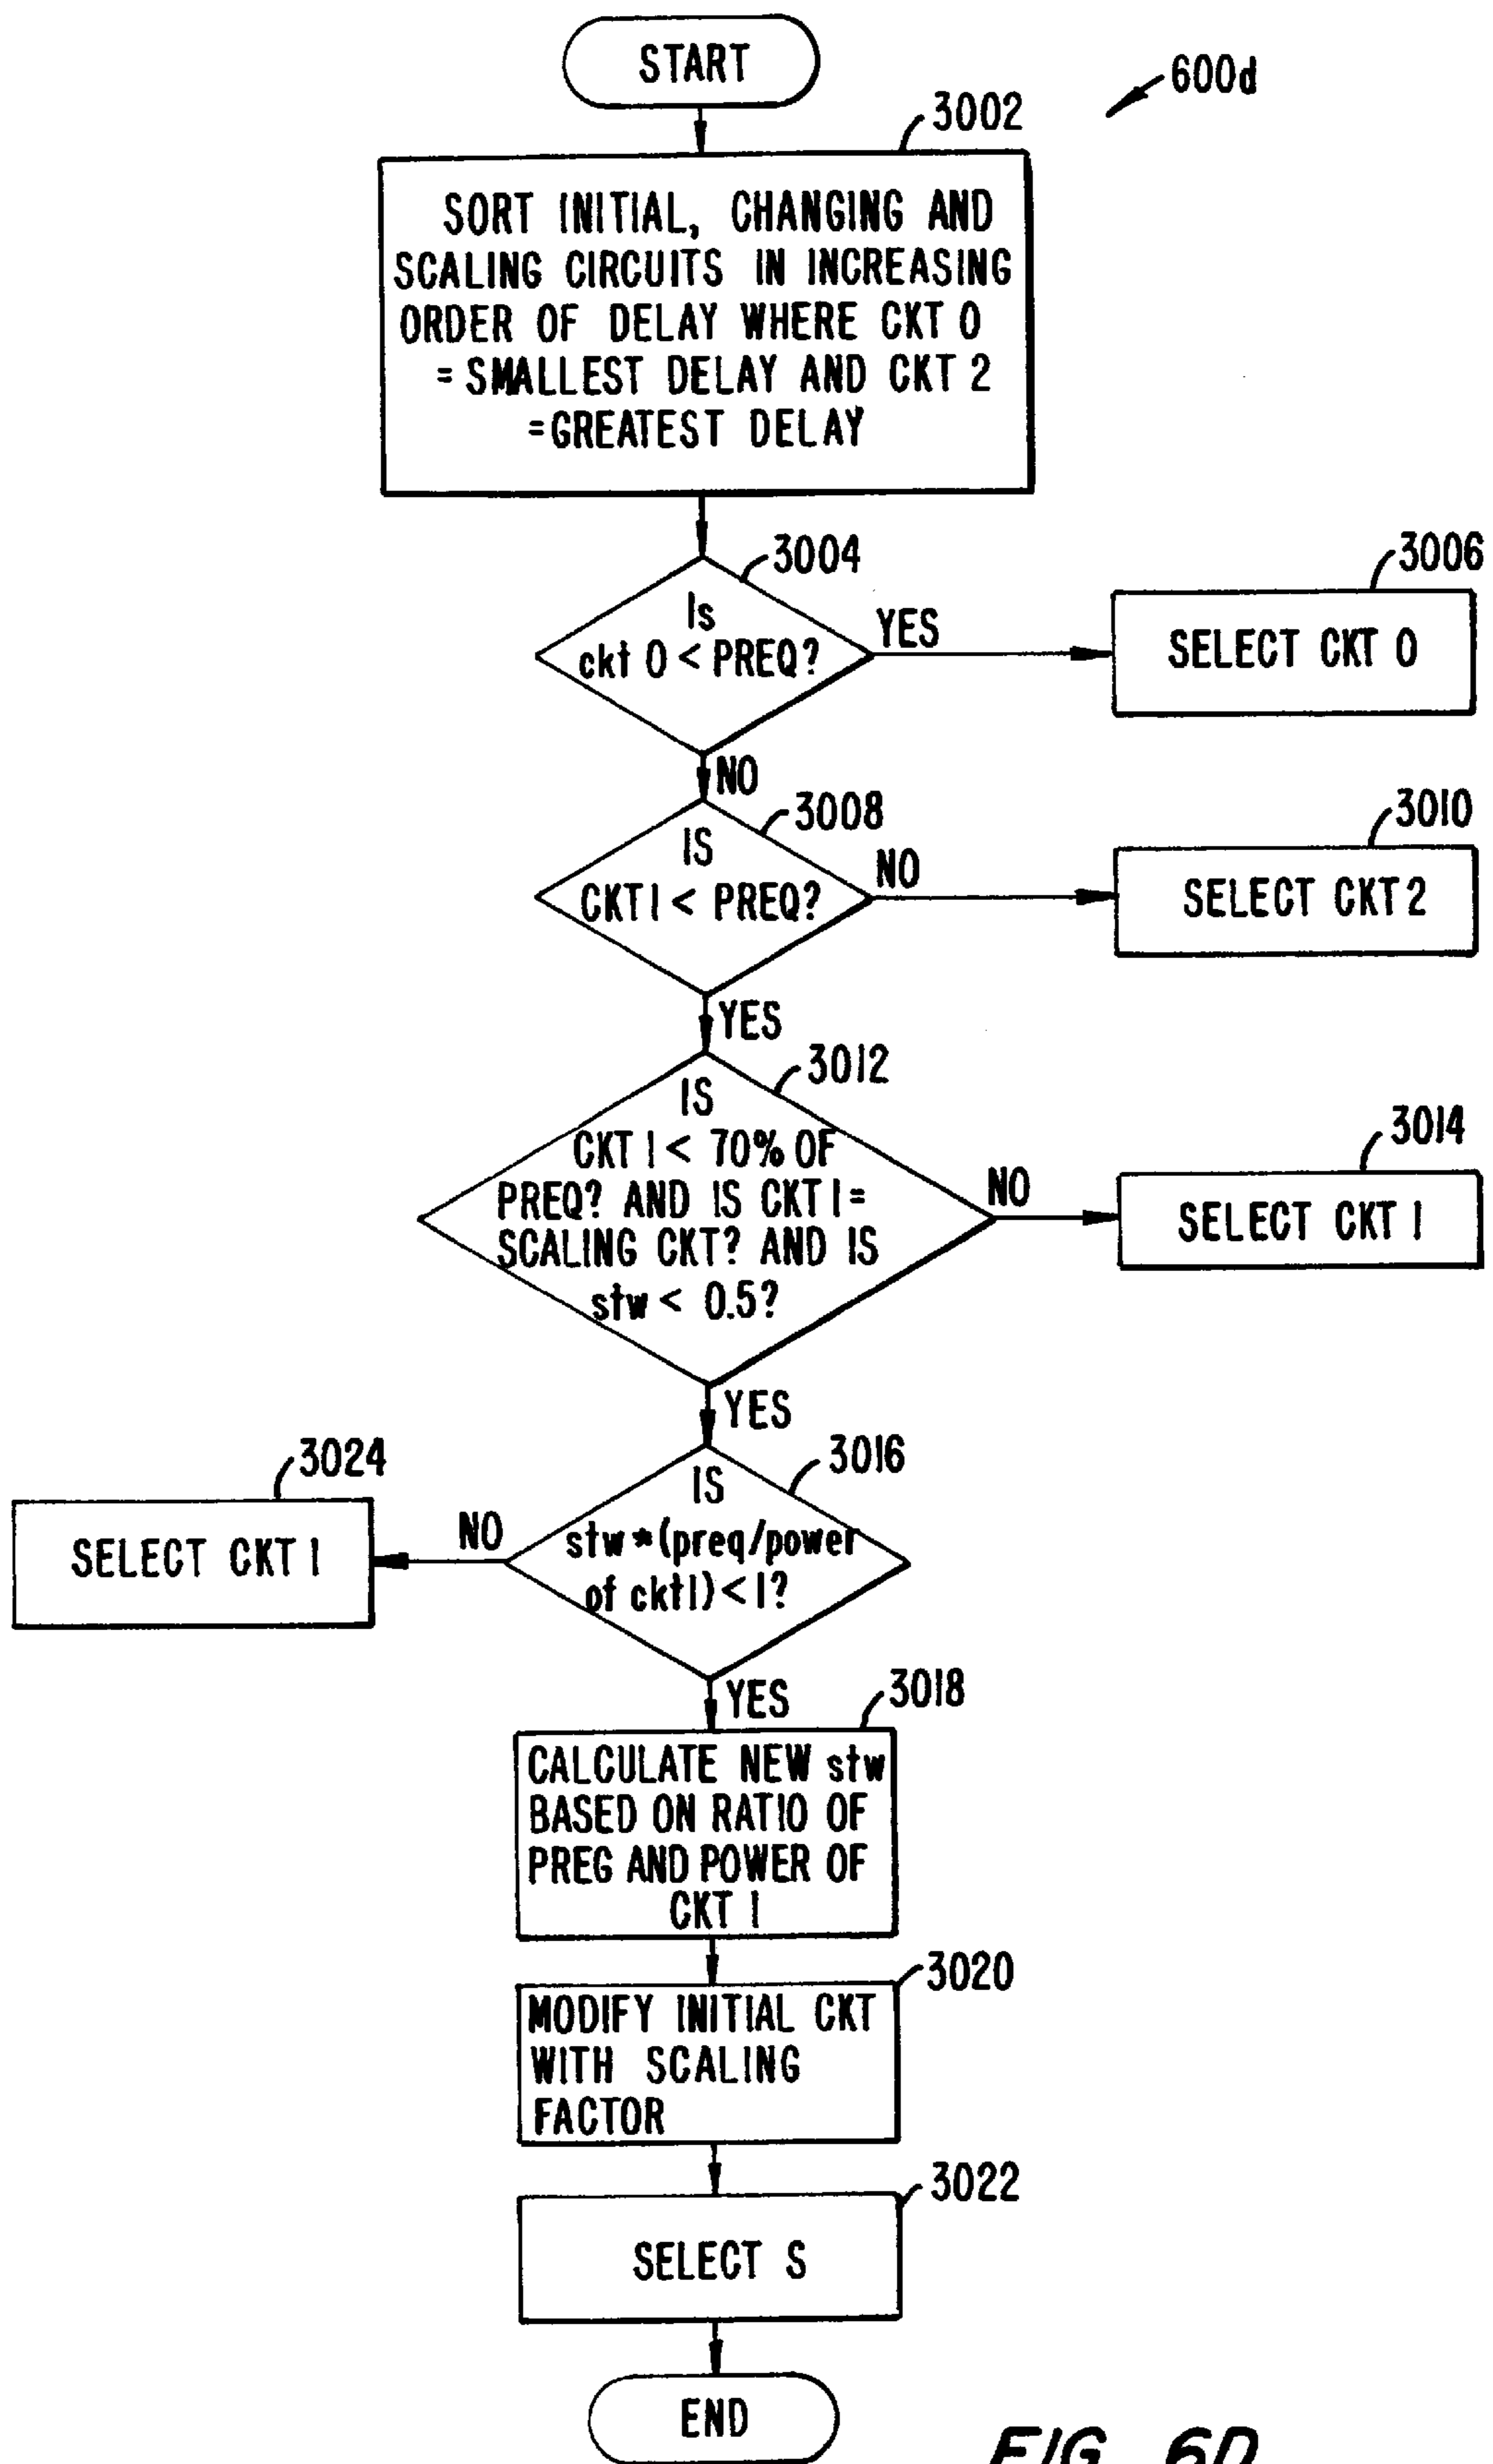 START
600d
3002
SORT INITIAL, CHANGING AND
SCALING CIRCUITS IN INCREASING
ORDER OF DELAY WHERE CKT 0
= SMALLEST DELAY AND CKT 2
=GREATEST DELAY
3004
Is
ckt 0 < PREQ?
YES
3006
SELECT CKT 0
NO
3008
IS
CKT 1 < PREQ?
NO
3010
SELECT CKT 2
YES
3012
IS
CKT 1 < 70% OF
PREQ? AND IS CKT 1 =
SCALING CKT? AND IS
stw < 0.5?
NO
3014
SELECT CKT 1
YES
3016
IS
stw * (preq/power
of ckt1) < 1?
NO
3024
SELECT CKT 1
YES
3018
CALCULATE NEW stw
BASED ON RATIO OF
PREG AND POWER OF
CKT 1
3020
MODIFY INITIAL CKT
WITH SCALING
FACTOR
3022
SELECT S
END
FIG. 6D